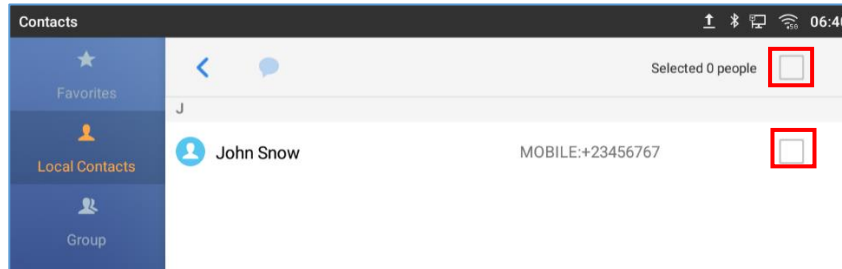 Contacts 06:40
Favorites
Local Contacts
Group
Selected 0 people
J
John Snow MOBILE:+23456767